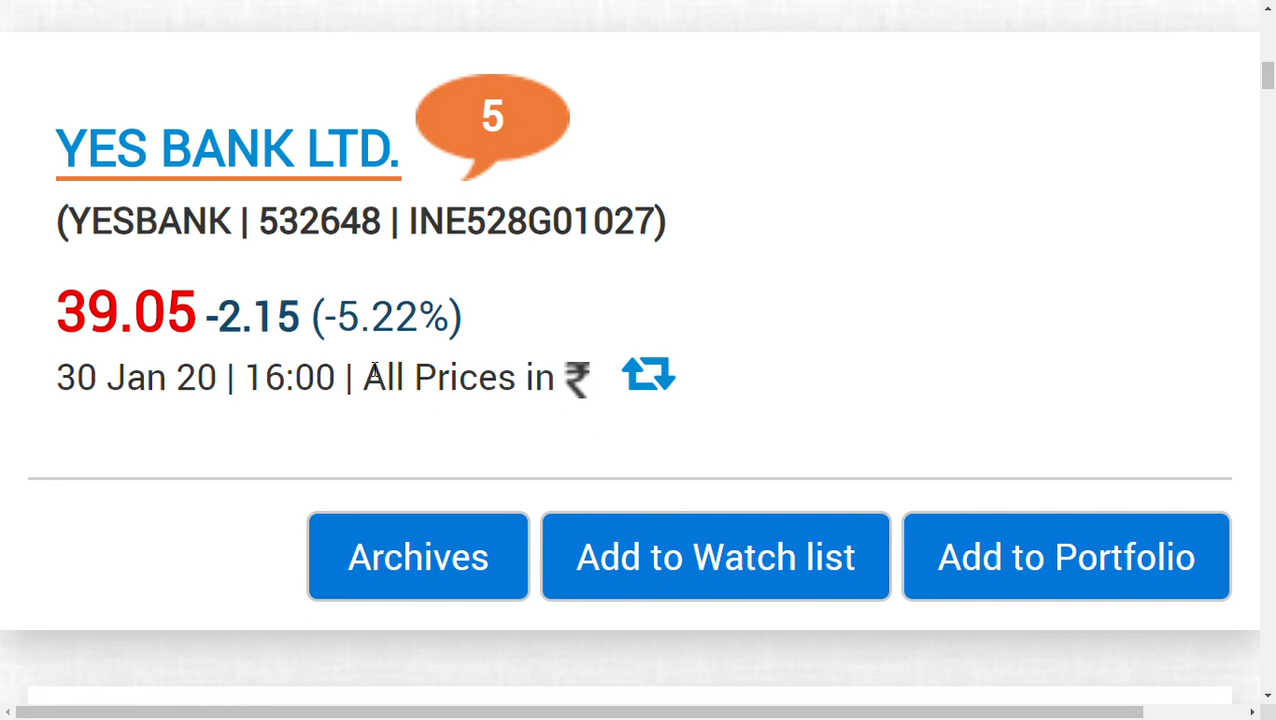 5
YES BANK LTD.
(YESBANK | 532648 | INE528G01027)
39.05 -2.15 (-5.22%)
30 Jan 20 | 16:00 | All Prices in ₹
Archives Add to Watch list Add to Portfolio